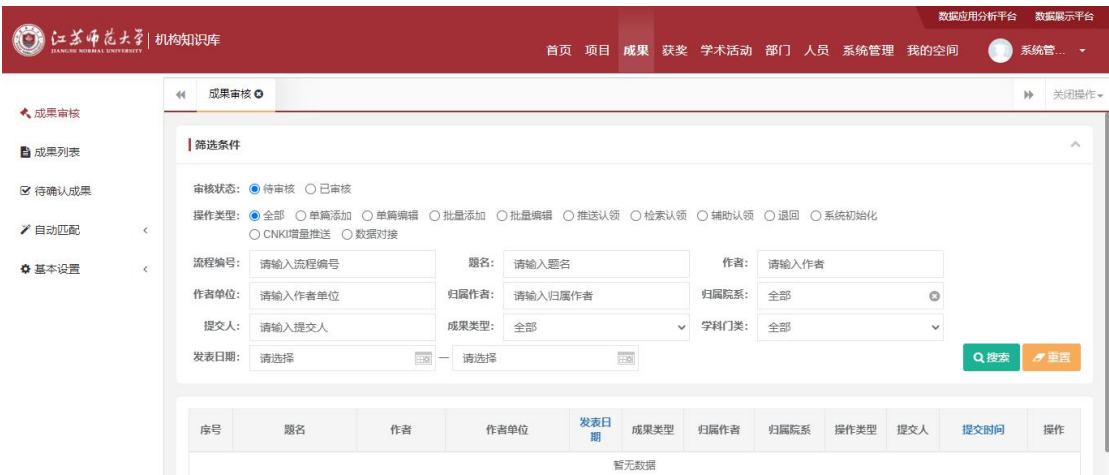 数据应用分析平台 数据展示平台
江苏师范大学 机构知识库
JIANGSU NORMAL UNIVERSITY
首页 项目 成果 获奖 学术活动 部门 人员 系统管理 我的空间 系统管...
成果审核 关闭操作
成果审核
成果列表
待确认成果
自动匹配
基本设置
筛选条件
审核状态: 待审核 已审核
操作类型: 全部 单篇添加 单篇编辑 批量添加 批量编辑 推送认领 检索认领 辅助认领 退回 系统初始化
CNKI增量推送 数据对接
流程编号: 请输入流程编号 题名: 请输入题名 作者: 请输入作者
作者单位: 请输入作者单位 归属作者: 请输入归属作者 归属院系: 全部
提交人: 请输入提交人 成果类型: 全部 学科门类: 全部
发表日期: 请选择 — 请选择 搜索 重置
序号 题名 作者 作者单位 发表日期 成果类型 归属作者 归属院系 操作类型 提交人 提交时间 操作
暂无数据